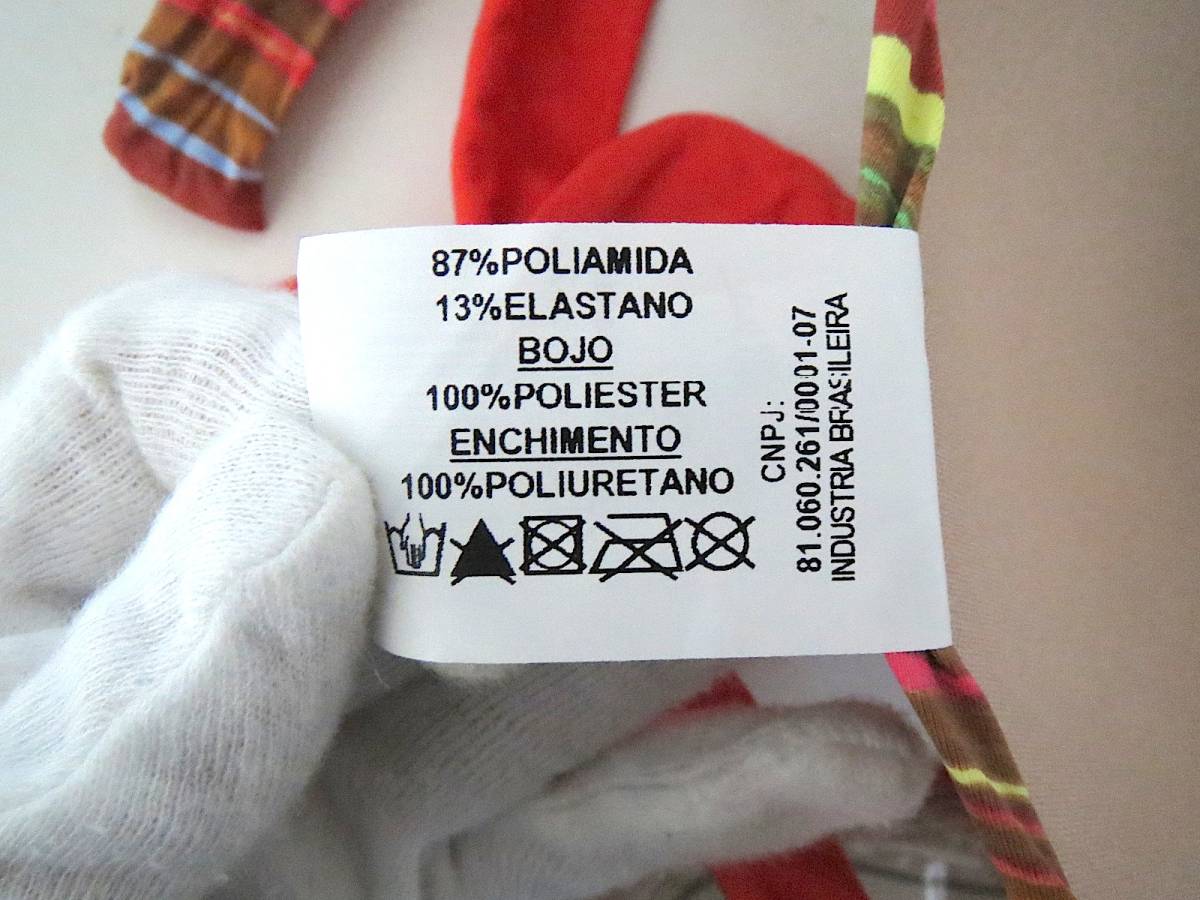 87%POLIAMIDA
13%ELASTANO
BOJO
100%POLIESTER
ENCHIMENTO
100%POLIURETANO
CNPJ:
81.060.261/0001-07
INDUSTRIA BRASILEIRA